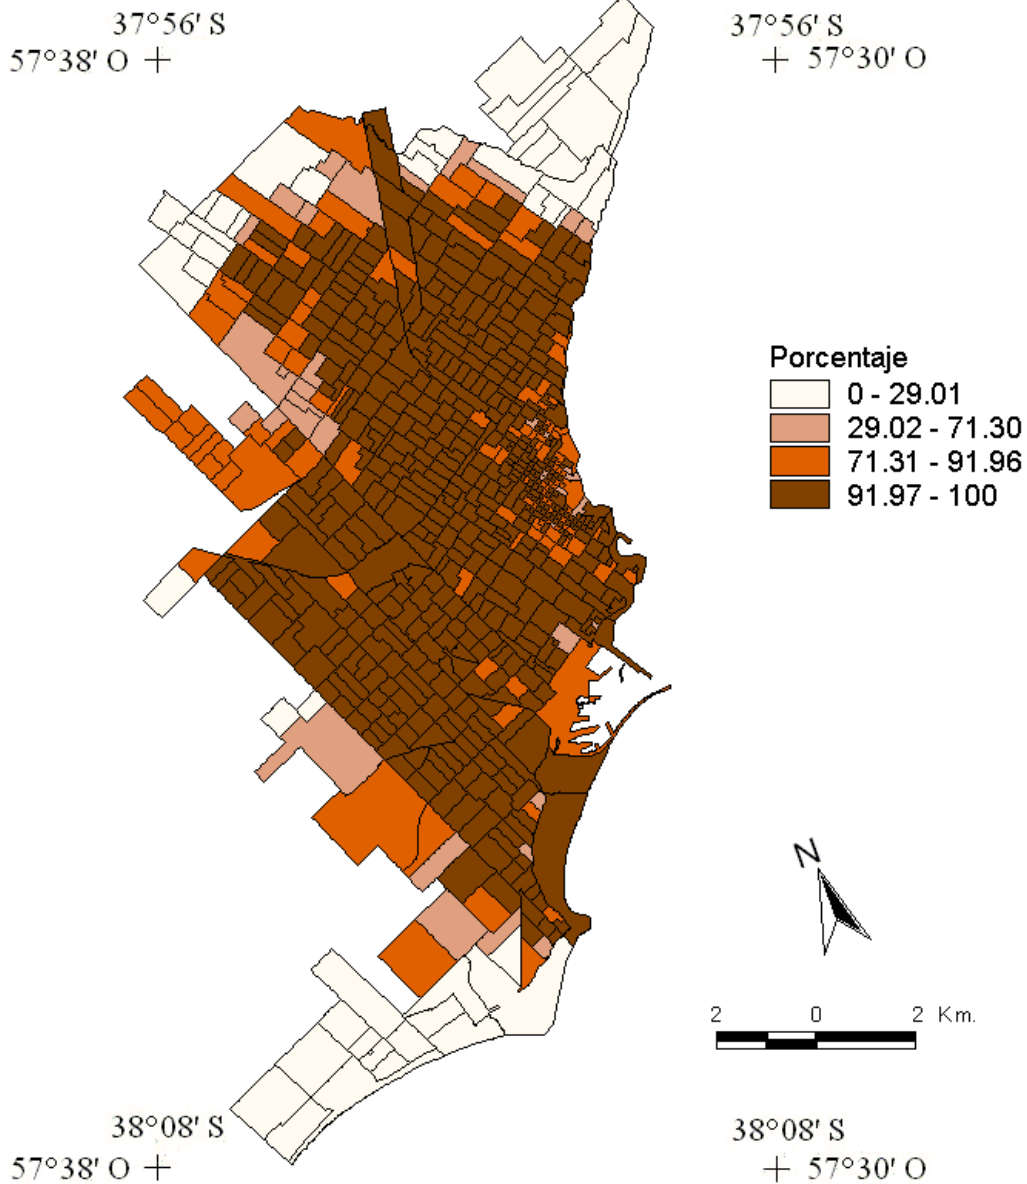 37°56' S
57°38' O
37°56' S
57°30' O
Porcentaje
0 - 29.01
29.02 - 71.30
71.31 - 91.96
91.97 - 100
N
2 0 2 Km.
38°08' S
57°38' O
38°08' S
57°30' O